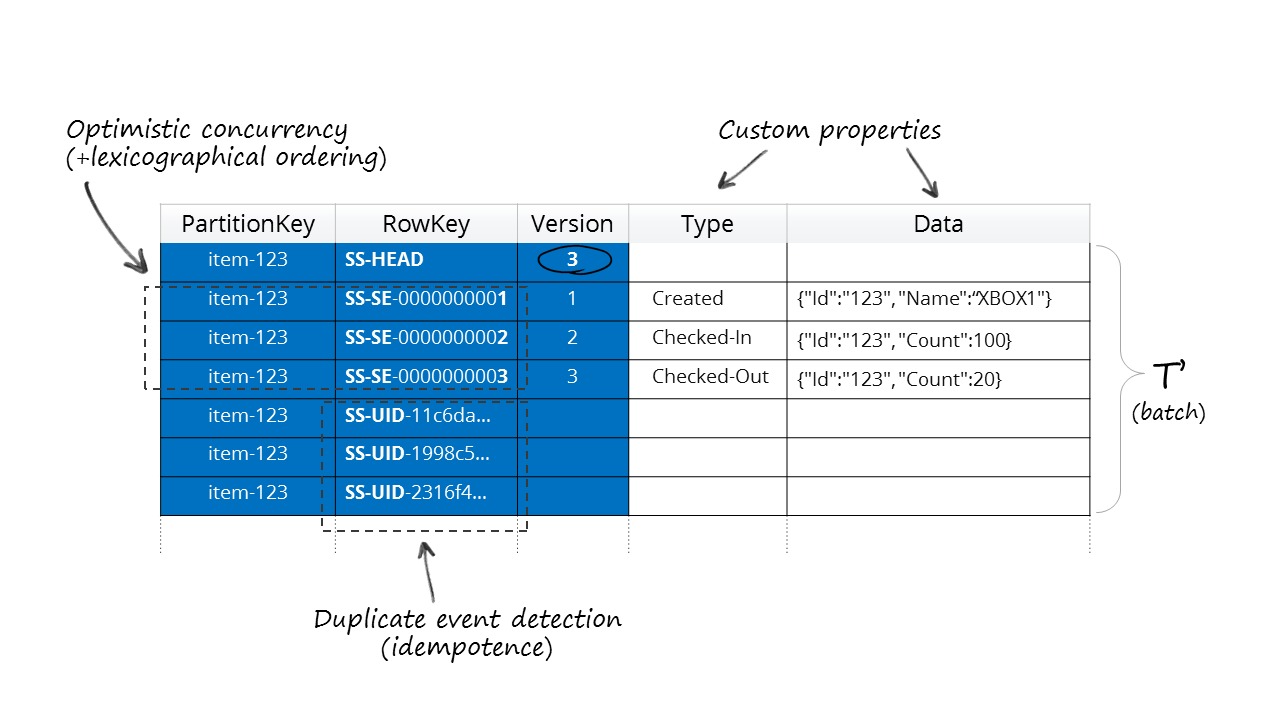 Optimistic concurrency
(+lexicographical ordering)
Custom properties
PartitionKey RowKey Version Type Data
item-123 SS-HEAD 3
item-123 SS-SE-0000000001 1 Created {"Id":"123", "Name":“XBOX1"}
item-123 SS-SE-0000000002 2 Checked-In {"Id":"123", "Count":100}
item-123 SS-SE-0000000003 3 Checked-Out {"Id":"123", "Count":20}
item-123 SS-UID-11c6da...
item-123 SS-UID-1998c5...
item-123 SS-UID-2316f4...
T’
(batch)
Duplicate event detection
(idempotence)